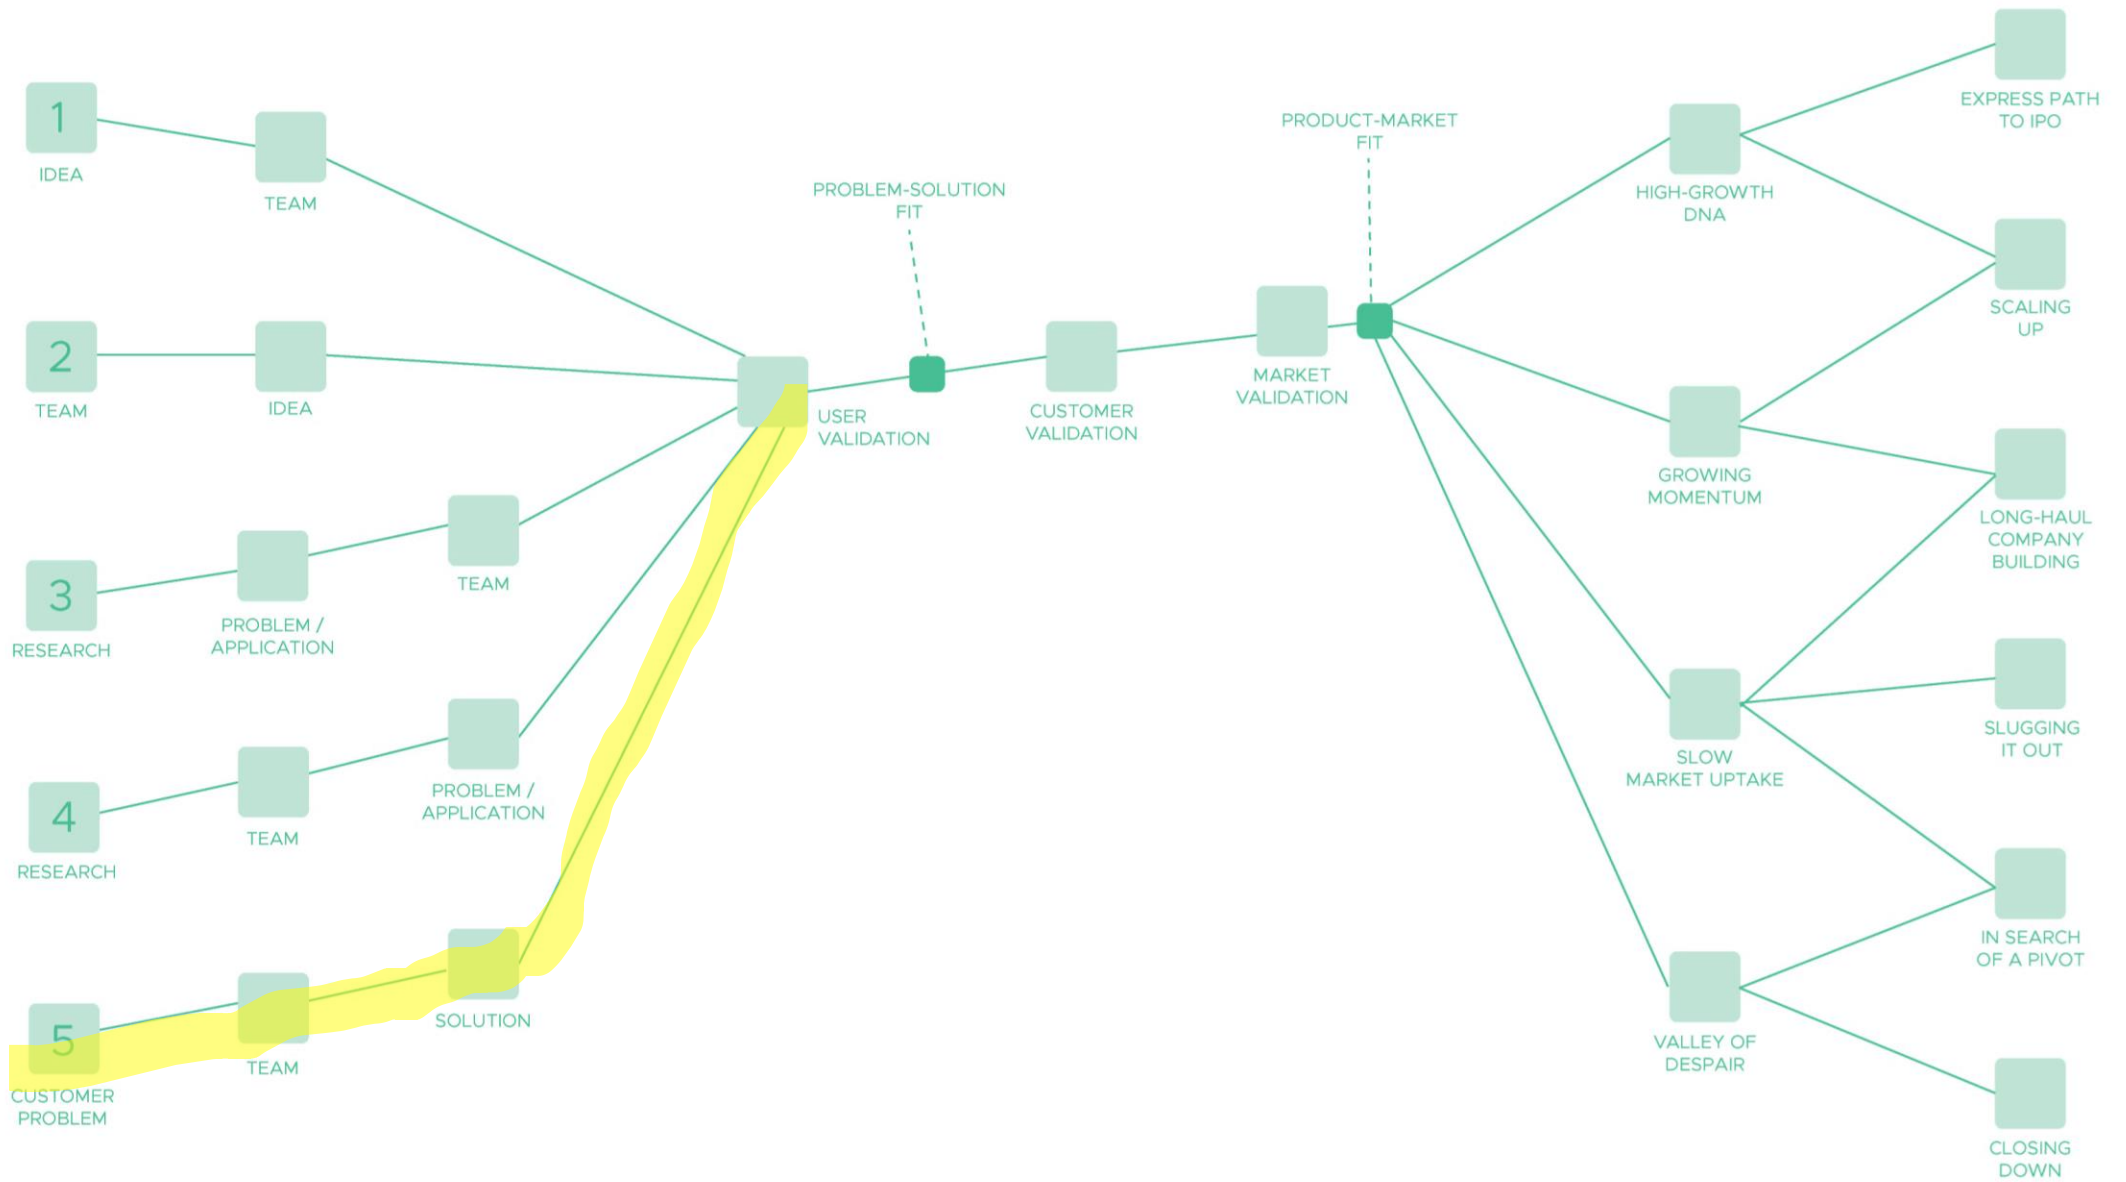 1
IDEA
TEAM
2
TEAM
IDEA
3
RESEARCH
PROBLEM /
APPLICATION
TEAM
4
RESEARCH
TEAM
PROBLEM /
APPLICATION
5
CUSTOMER
PROBLEM
TEAM
SOLUTION
USER
VALIDATION
PROBLEM-SOLUTION
FIT
CUSTOMER
VALIDATION
MARKET
VALIDATION
PRODUCT-MARKET
FIT
HIGH-GROWTH
DNA
GROWING
MOMENTUM
SLOW
MARKET UPTAKE
VALLEY OF
DESPAIR
EXPRESS PATH
TO IPO
SCALING
UP
LONG-HAUL
COMPANY
BUILDING
SLUGGING
IT OUT
IN SEARCH
OF A PIVOT
CLOSING
DOWN